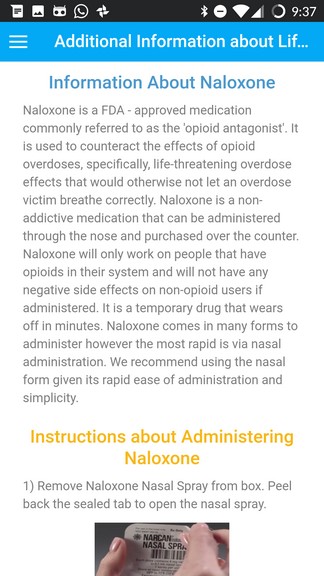 9:37
Additional Information about Lif...
Information About Naloxone
Naloxone is a FDA - approved medication
commonly referred to as the 'opioid antagonist'. It
is used to counteract the effects of opioid
overdoses, specifically, life-threatening overdose
effects that would otherwise not let an overdose
victim breathe correctly. Naloxone is a non-
addictive medication that can be administered
through the nose and purchased over the counter.
Naloxone will only work on people that have
opioids in their system and will not have any
negative side effects on non-opioid users if
administered. It is a temporary drug that wears
off in minutes. Naloxone comes in many forms to
administer however the most rapid is via nasal
administration. We recommend using the nasal
form given its rapid ease of administration and
simplicity.
Instructions about Administering
Naloxone
1) Remove Naloxone Nasal Spray from box. Peel
back the sealed tab to open the nasal spray.
NARCAN
NASAL SPRAY